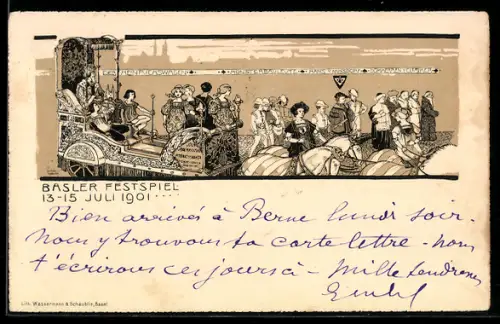 BASLER FESTSPIEL
13-15 JULI 1901
Bien arrivés à Berne lundi soir.
Nous y trouvons ta carte lettre - nous
t'écrirons ces jours ci - Mille tendresses
Lith. Wassermann & Schäublin, Basel